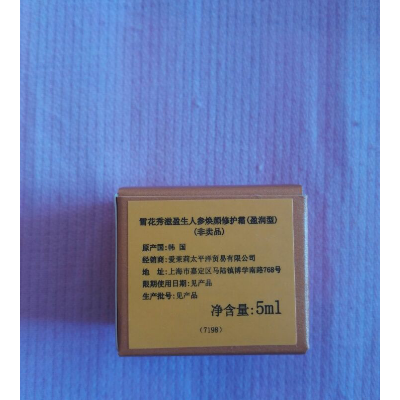 雪花秀滋盈生人参焕颜修护霜(盈润型)
(非卖品)
原产国:韩 国
经销商:爱茉莉太平洋贸易有限公司
地 址:上海市嘉定区马陆镇博学南路768号
限期使用日期:见产品
生产批号:见产品
净含量:5ml
(7198)